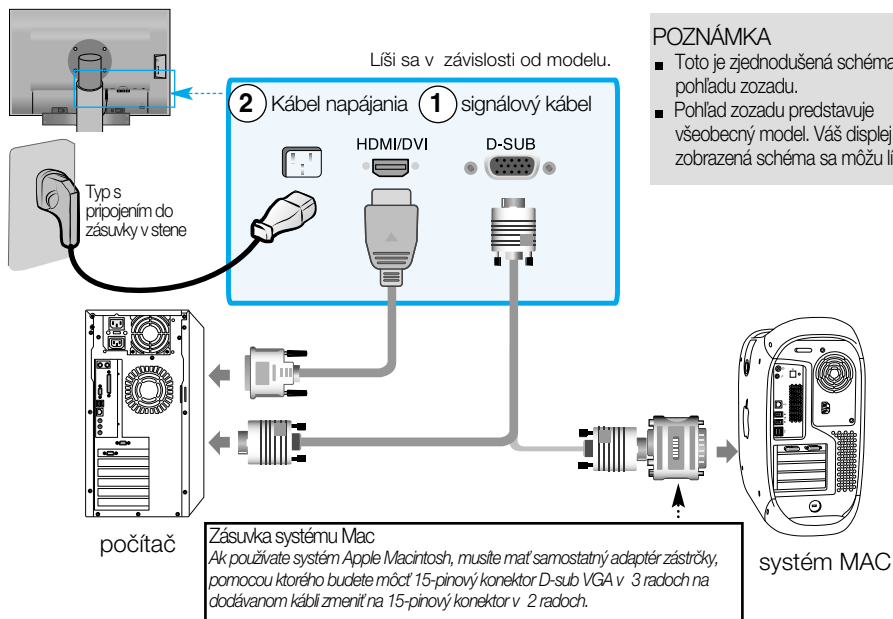 Líši sa v závislosti od modelu.
POZNÁMKA
Toto je zjednodušená schéma
pohľadu zozadu.
Pohľad zozadu predstavuje
všeobecný model. Váš displej
zobrazená schéma sa môžu
2 Kábel napájania 1 signálový kábel
HDMI/DVI D-SUB
Typ s
pripojením do
zásuvky v stene
počítač
systém MAC
Zásuvka systému Mac
Ak používate systém Apple Macintosh, musíte mať samostatný adaptér zástrčky,
pomocou ktorého budete môcť 15-pinový konektor D-sub VGA v 3 radoch na
dodávanom kábli zmeniť na 15-pinový konektor v 2 radoch.